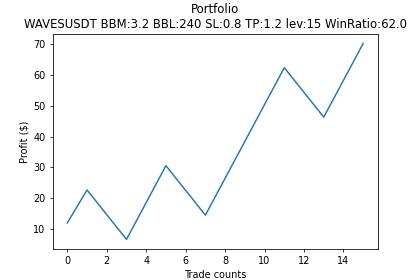 Portfolio
WAVESUSDT BBM:3.2 BBL:240 SL:0.8 TP:1.2 lev:15 WinRatio:62.0
70
60
50
40
30
20
10
Profit ($)
0 2 4 6 8 10 12 14
Trade counts